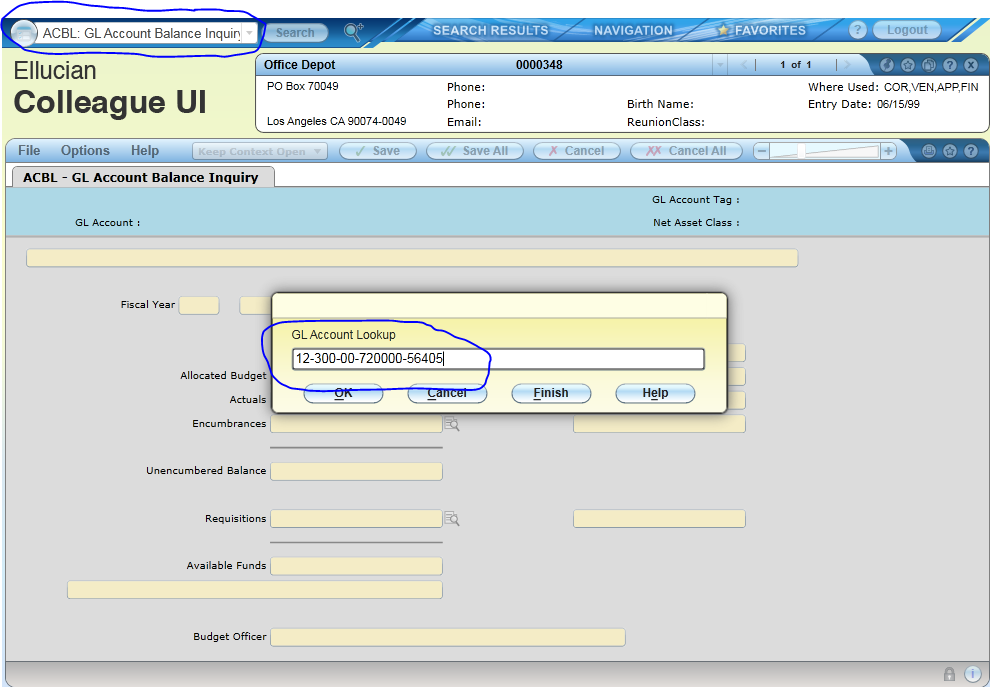 ACBL: GL Account Balance Inquiry
Search
SEARCH RESULTS
NAVIGATION
FAVORITES
?
Logout
Ellucian
Colleague UI
Office Depot
0000348
1 of 1
?
X
PO Box 70049
Phone:
Where Used: COR,VEN,APP,FIN
Phone:
Birth Name:
Entry Date: 06/15/99
Los Angeles CA 90074-0049
Email:
ReunionClass:
File
Options
Help
Keep Context Open
Save
Save All
Cancel
Cancel All
?
ACBL - GL Account Balance Inquiry
GL Account Tag :
GL Account :
Net Asset Class :
Fiscal Year
GL Account Lookup
12-300-00-720000-56405
OK
Cancel
Finish
Help
Allocated Budget
Actuals
Encumbrances
Unencumbered Balance
Requisitions
Available Funds
Budget Officer